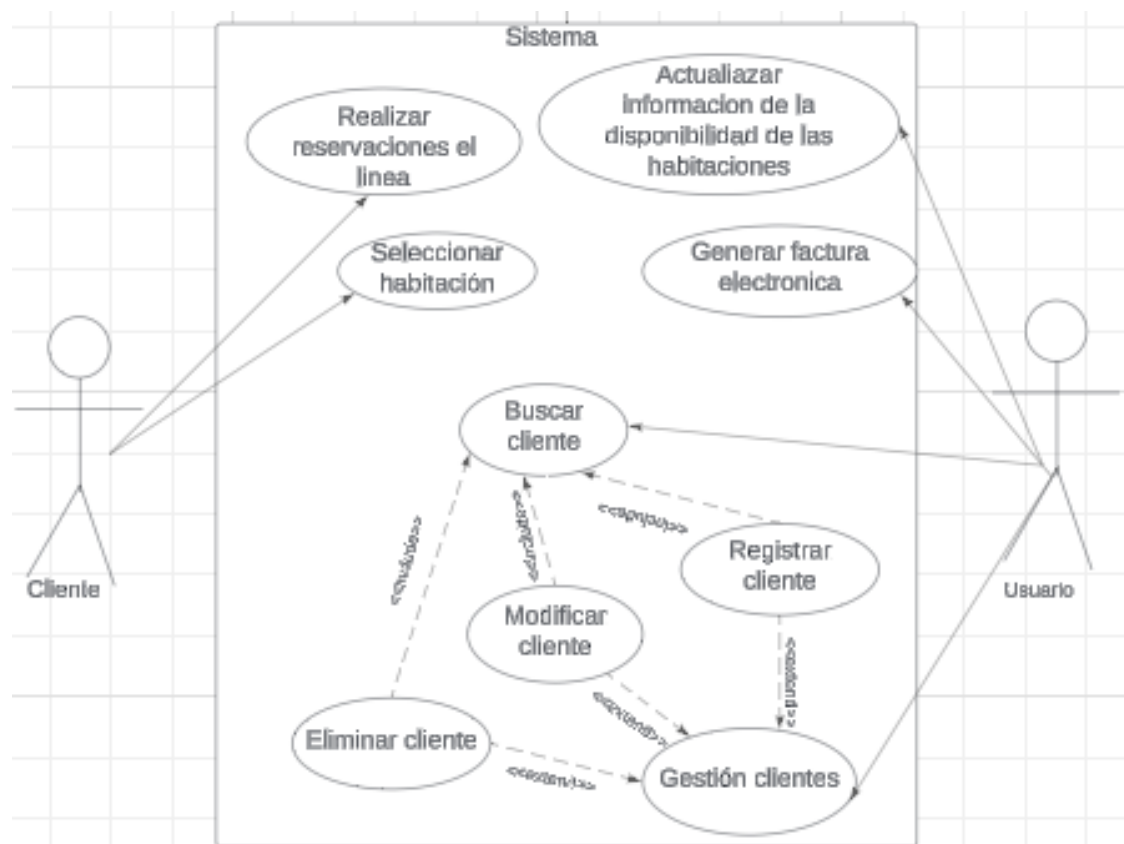 Sistema
Realizar
reservaciones el
linea
Actualiazar
informacion de la
disponibilidad de las
habitaciones
Seleccionar
habitación
Generar factura
electronica
Buscar
cliente
<<include>>
Registrar
cliente
Modificar
cliente
Eliminar cliente
Gestión clientes
Cliente
Usuario